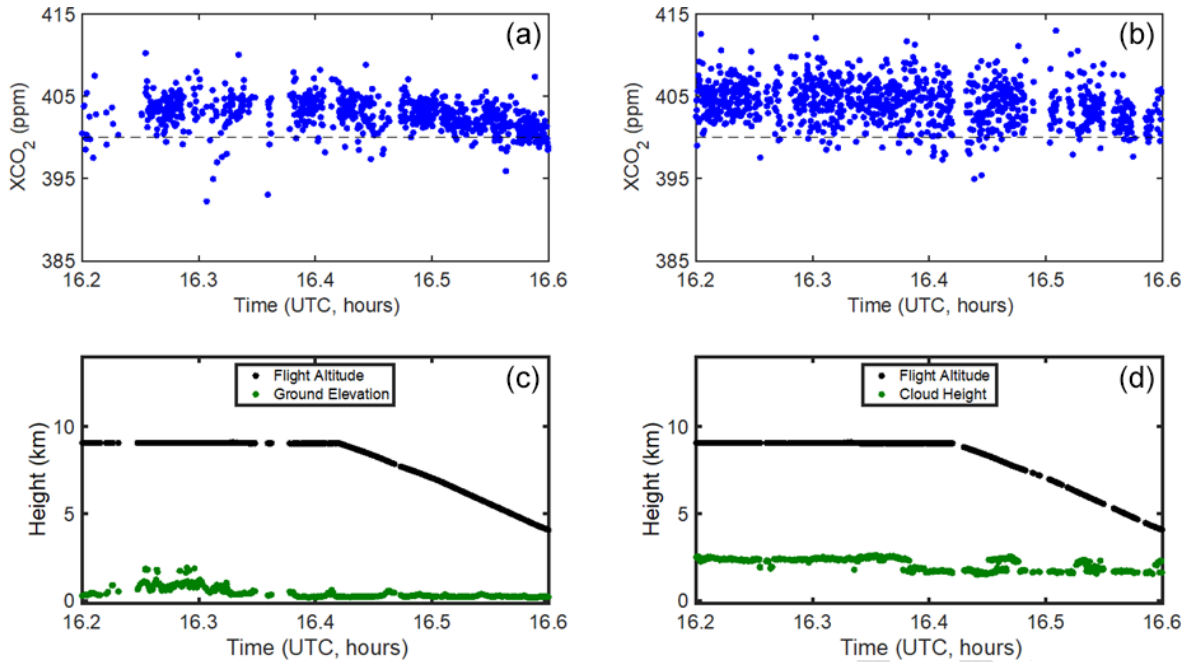 (a)
415
405
395
385
XCO2 (ppm)
16.2 16.3 16.4 16.5 16.6
Time (UTC, hours)
(b)
415
405
395
385
XCO2 (ppm)
16.2 16.3 16.4 16.5 16.6
Time (UTC, hours)
(c)
Flight Altitude
Ground Elevation
10
5
0
Height (km)
16.2 16.3 16.4 16.5 16.6
Time (UTC, hours)
(d)
Flight Altitude
Cloud Height
10
5
0
Height (km)
16.2 16.3 16.4 16.5 16.6
Time (UTC, hours)